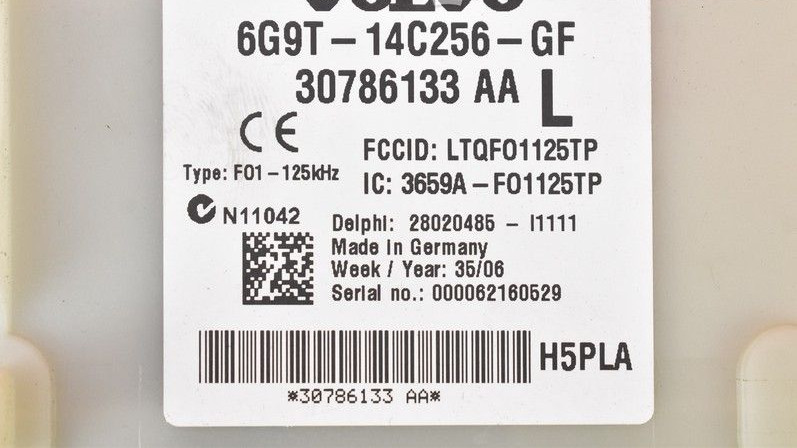 VOLVO
6G9T-14C256-GF
30786133 AA L
CE
FCCID: LTQFO1125TP
Type: FO1-125kHz
IC: 3659A-FO1125TP
N11042
Delphi: 28020485 - I1111
Made in Germany
Week / Year: 35/06
Serial no.: 000062160529
H5PLA
*30786133 AA*